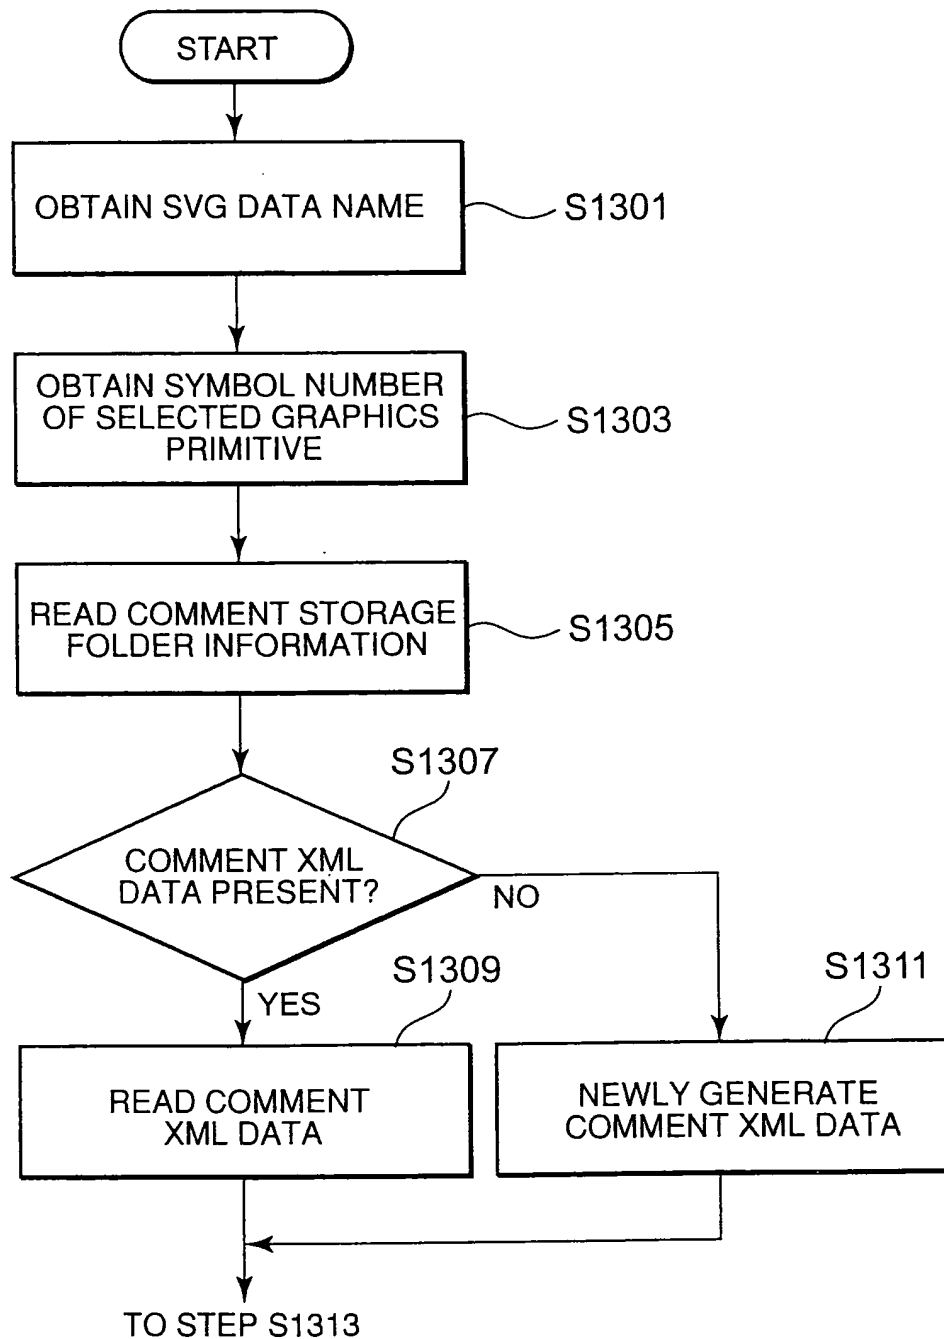 START
OBTAIN SVG DATA NAME
S1301
OBTAIN SYMBOL NUMBER
OF SELECTED GRAPHICS
PRIMITIVE
S1303
READ COMMENT STORAGE
FOLDER INFORMATION
S1305
S1307
COMMENT XML
DATA PRESENT?
NO
YES
S1309
READ COMMENT
XML DATA
S1311
NEWLY GENERATE
COMMENT XML DATA
TO STEP S1313